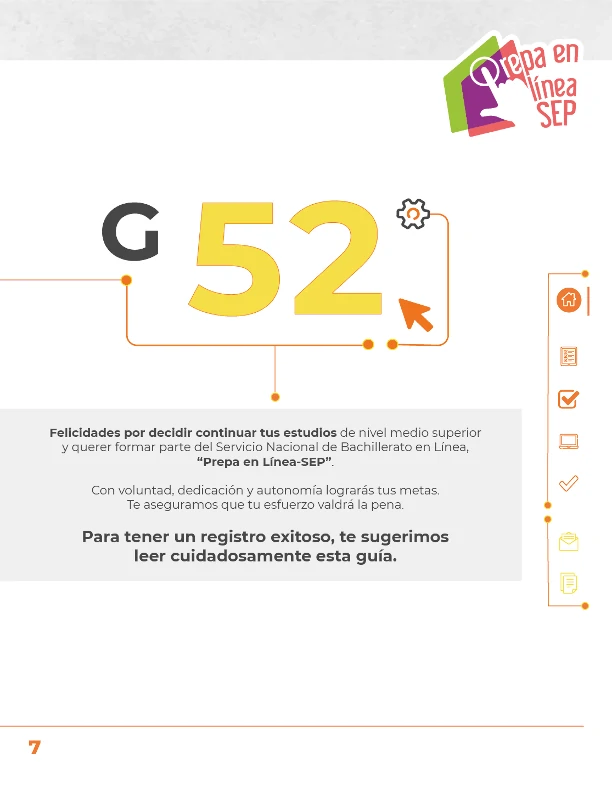 Prepa en
línea
SEP
G 52
Felicidades por decidir continuar tus estudios de nivel medio superior
y querer formar parte del Servicio Nacional de Bachillerato en Línea,
“Prepa en Línea-SEP”.
Con voluntad, dedicación y autonomía lograrás tus metas.
Te aseguramos que tu esfuerzo valdrá la pena.
Para tener un registro exitoso, te sugerimos
leer cuidadosamente esta guía.
7